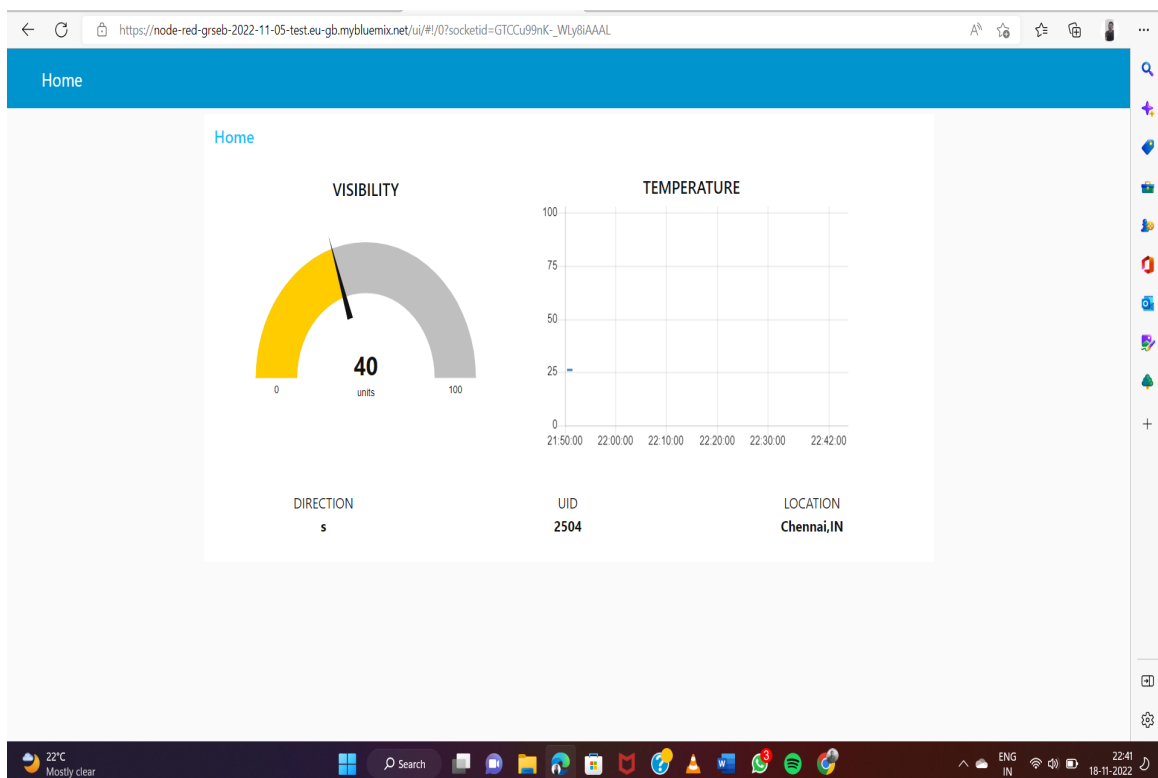 https://node-red-grseb-2022-11-05-test.eu-gb.mybluemix.net/ui/#!/0?socketid=GTCCu99nK-_WLy8iAAAL
Home
Home
VISIBILITY
40
units
0
100
TEMPERATURE
100
75
50
25
0
21:50:00 22:00:00 22:10:00 22:20:00 22:30:00 22:42:00
DIRECTION
s
UID
2504
LOCATION
Chennai,IN
22°C
Mostly clear
Search
3
ENG
IN
22:41
18-11-2022